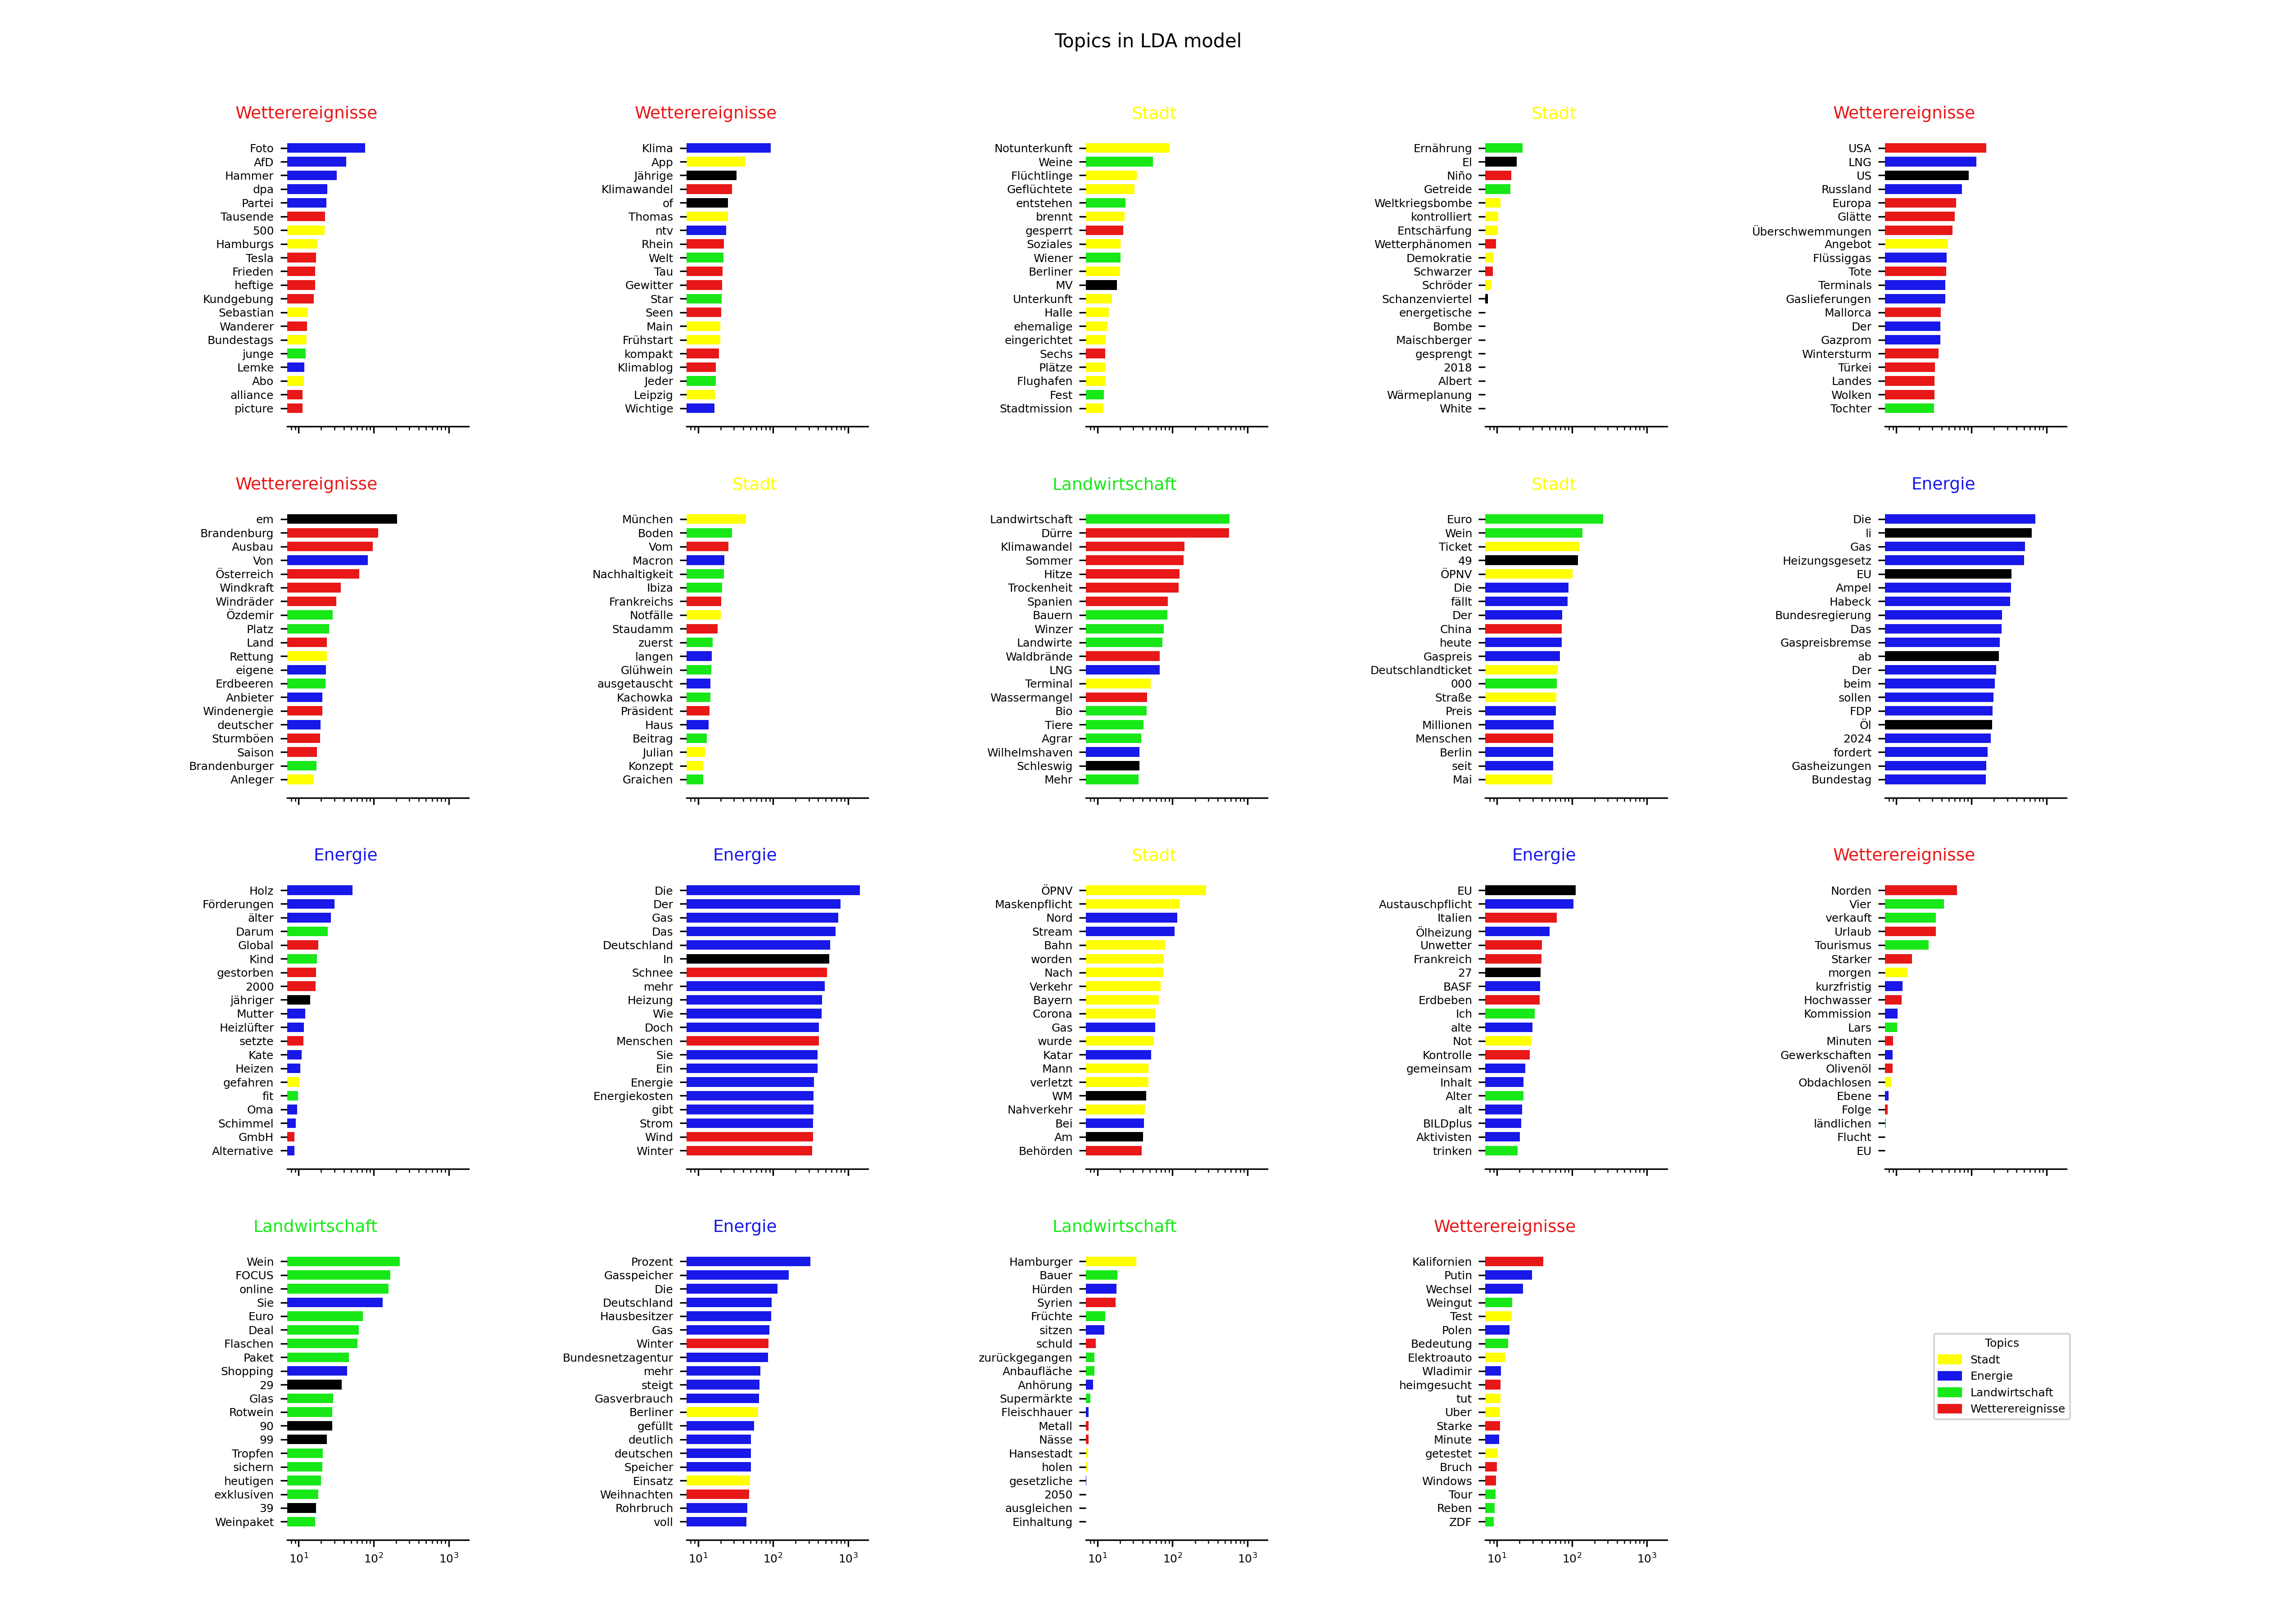 Topics in LDA model
Wetterereignisse
Foto
AfD
Hammer
dpa
Partei
Tausende
500
Hamburgs
Tesla
Frieden
heftige
Kundgebung
Sebastian
Wanderer
Bundestags
junge
Lemke
Abo
alliance
picture
Wetterereignisse
Klima
App
Jährige
Klimawandel
of
Thomas
ntv
Rhein
Welt
Tau
Gewitter
Star
Seen
Main
Frühstart
kompakt
Klimablog
Jeder
Leipzig
Wichtige
Stadt
Notunterkunft
Weine
Flüchtlinge
Geflüchtete
entstehen
brennt
gesperrt
Soziales
Wiener
Berliner
MV
Unterkunft
Halle
ehemalige
eingerichtet
Sechs
Plätze
Flughafen
Fest
Stadtmission
Stadt
Ernährung
El
Niño
Getreide
Weltkriegsbombe
kontrolliert
Entschärfung
Wetterphänomen
Demokratie
Schwarzer
Schröder
Schanzenviertel
energetische
Bombe
Maischberger
gesprengt
2018
Albert
Wärmeplanung
White
Wetterereignisse
USA
LNG
US
Russland
Europa
Glätte
Überschwemmungen
Angebot
Flüssiggas
Tote
Terminals
Gaslieferungen
Mallorca
Der
Gazprom
Wintersturm
Türkei
Landes
Wolken
Tochter
Wetterereignisse
em
Brandenburg
Ausbau
Von
Österreich
Windkraft
Windräder
Özdemir
Platz
Land
Rettung
eigene
Erdbeeren
Anbieter
Windenergie
deutscher
Sturmböen
Saison
Brandenburger
Anleger
Stadt
München
Boden
Vom
Macron
Nachhaltigkeit
Ibiza
Frankreichs
Notfälle
Staudamm
zuerst
langen
Glühwein
ausgetauscht
Kachowka
Präsident
Haus
Beitrag
Julian
Konzept
Graichen
Landwirtschaft
Landwirtschaft
Dürre
Klimawandel
Sommer
Hitze
Trockenheit
Spanien
Bauern
Winzer
Landwirte
Waldbrände
LNG
Terminal
Wassermangel
Bio
Tiere
Agrar
Wilhelmshaven
Schleswig
Mehr
Stadt
Euro
Wein
Ticket
49
ÖPNV
Die
fällt
Der
China
heute
Gaspreis
Deutschlandticket
000
Straße
Preis
Millionen
Menschen
Berlin
seit
Mai
Energie
Die
li
Gas
Heizungsgesetz
EU
Ampel
Habeck
Bundesregierung
Das
Gaspreisbremse
ab
Der
beim
sollen
FDP
Öl
2024
fordert
Gasheizungen
Bundestag
Energie
Holz
Förderungen
älter
Darum
Global
Kind
gestorben
2000
jähriger
Mutter
Heizlüfter
setzte
Kate
Heizen
gefahren
fit
Oma
Schimmel
GmbH
Alternative
Energie
Die
Der
Gas
Das
Deutschland
In
Schnee
mehr
Heizung
Wie
Doch
Menschen
Sie
Ein
Energie
Energiekosten
gibt
Strom
Wind
Winter
Stadt
ÖPNV
Maskenpflicht
Nord
Stream
Bahn
worden
Nach
Verkehr
Bayern
Corona
Gas
wurde
Katar
Mann
verletzt
WM
Nahverkehr
Bei
Am
Behörden
Energie
EU
Austauschpflicht
Italien
Ölheizung
Unwetter
Frankreich
27
BASF
Erdbeben
Ich
alte
Not
Kontrolle
gemeinsam
Inhalt
Alter
alt
BILDplus
Aktivisten
trinken
Wetterereignisse
Norden
Vier
verkauft
Urlaub
Tourismus
Starker
morgen
kurzfristig
Hochwasser
Kommission
Lars
Minuten
Gewerkschaften
Olivenöl
Obdachlosen
Ebene
Folge
ländlichen
Flucht
EU
Landwirtschaft
Wein
FOCUS
online
Sie
Euro
Deal
Flaschen
Paket
Shopping
29
Glas
Rotwein
90
99
Tropfen
sichern
heutigen
exklusiven
39
Weinpaket
10¹ 10² 10³
Energie
Prozent
Gasspeicher
Die
Deutschland
Hausbesitzer
Gas
Winter
Bundesnetzagentur
mehr
steigt
Gasverbrauch
Berliner
gefüllt
deutlich
deutschen
Speicher
Einsatz
Weihnachten
Rohrbruch
voll
10¹ 10² 10³
Landwirtschaft
Hamburger
Bauer
Hürden
Syrien
Früchte
sitzen
schuld
zurückgegangen
Anbaufläche
Anhörung
Supermärkte
Fleischhauer
Metall
Nässe
Hansestadt
holen
gesetzliche
2050
ausgleichen
Einhaltung
10¹ 10² 10³
Wetterereignisse
Kalifornien
Putin
Wechsel
Weingut
Test
Polen
Bedeutung
Elektroauto
Wladimir
heimgesucht
tut
Uber
Starke
Minute
getestet
Bruch
Windows
Tour
Reben
ZDF
10¹ 10² 10³
Topics
Stadt
Energie
Landwirtschaft
Wetterereignisse